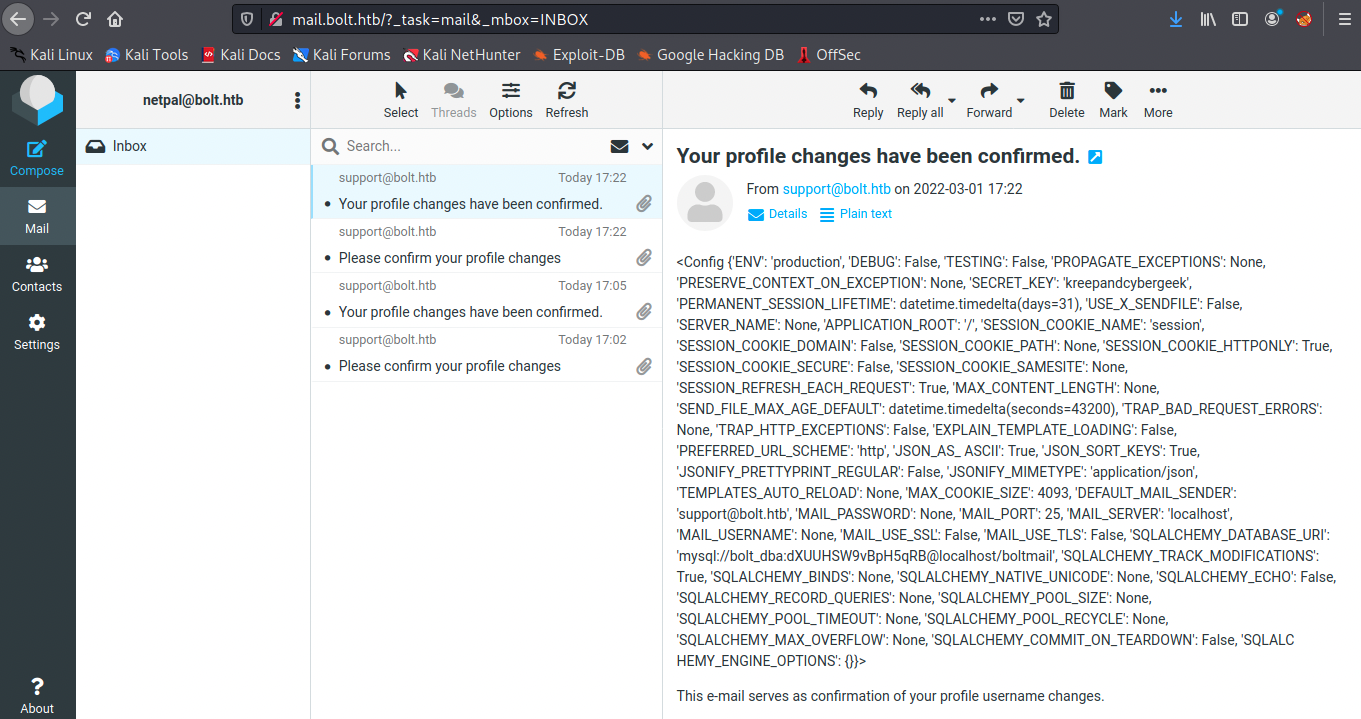 mail.bolt.htb/?_task=mail&_mbox=INBOX
Kali Linux
Kali Tools
Kali Docs
Kali Forums
Kali NetHunter
Exploit-DB
Google Hacking DB
OffSec
Compose
Mail
Contacts
Settings
About
netpal@bolt.htb
Inbox
Select
Threads
Options
Refresh
Search...
support@bolt.htb Today 17:22
Your profile changes have been confirmed.
support@bolt.htb Today 17:22
Please confirm your profile changes
support@bolt.htb Today 17:05
Your profile changes have been confirmed.
support@bolt.htb Today 17:02
Please confirm your profile changes
Reply
Reply all
Forward
Delete
Mark
More
Your profile changes have been confirmed.
From support@bolt.htb on 2022-03-01 17:22
Details Plain text
<Config {'ENV': 'production', 'DEBUG': False, 'TESTING': False, 'PROPAGATE_EXCEPTIONS': None,
'PRESERVE_CONTEXT_ON_EXCEPTION': None, 'SECRET_KEY': 'kreepandcybergeek',
'PERMANENT_SESSION_LIFETIME': datetime.timedelta(days=31), 'USE_X_SENDFILE': False,
'SERVER_NAME': None, 'APPLICATION_ROOT': '/', 'SESSION_COOKIE_NAME': 'session',
'SESSION_COOKIE_DOMAIN': False, 'SESSION_COOKIE_PATH': None, 'SESSION_COOKIE_HTTPONLY': True,
'SESSION_COOKIE_SECURE': False, 'SESSION_COOKIE_SAMESITE': None,
'SESSION_REFRESH_EACH_REQUEST': True, 'MAX_CONTENT_LENGTH': None,
'SEND_FILE_MAX_AGE_DEFAULT': datetime.timedelta(seconds=43200), 'TRAP_BAD_REQUEST_ERRORS':
None, 'TRAP_HTTP_EXCEPTIONS': False, 'EXPLAIN_TEMPLATE_LOADING': False,
'PREFERRED_URL_SCHEME': 'http', 'JSON_AS_ ASCII': True, 'JSON_SORT_KEYS': True,
'JSONIFY_PRETTYPRINT_REGULAR': False, 'JSONIFY_MIMETYPE': 'application/json',
'TEMPLATES_AUTO_RELOAD': None, 'MAX_COOKIE_SIZE': 4093, 'DEFAULT_MAIL_SENDER':
'support@bolt.htb', 'MAIL_PASSWORD': None, 'MAIL_PORT': 25, 'MAIL_SERVER': 'localhost',
'MAIL_USERNAME': None, 'MAIL_USE_SSL': False, 'MAIL_USE_TLS': False, 'SQLALCHEMY_DATABASE_URI':
'mysql://bolt_dba:dXUUHSW9vBpH5qRB@localhost/boltmail', 'SQLALCHEMY_TRACK_MODIFICATIONS':
True, 'SQLALCHEMY_BINDS': None, 'SQLALCHEMY_NATIVE_UNICODE': None, 'SQLALCHEMY_ECHO': False,
'SQLALCHEMY_RECORD_QUERIES': None, 'SQLALCHEMY_POOL_SIZE': None,
'SQLALCHEMY_POOL_TIMEOUT': None, 'SQLALCHEMY_POOL_RECYCLE': None,
'SQLALCHEMY_MAX_OVERFLOW': None, 'SQLALCHEMY_COMMIT_ON_TEARDOWN': False, 'SQLALC
HEMY_ENGINE_OPTIONS': {}}>
This e-mail serves as confirmation of your profile username changes.